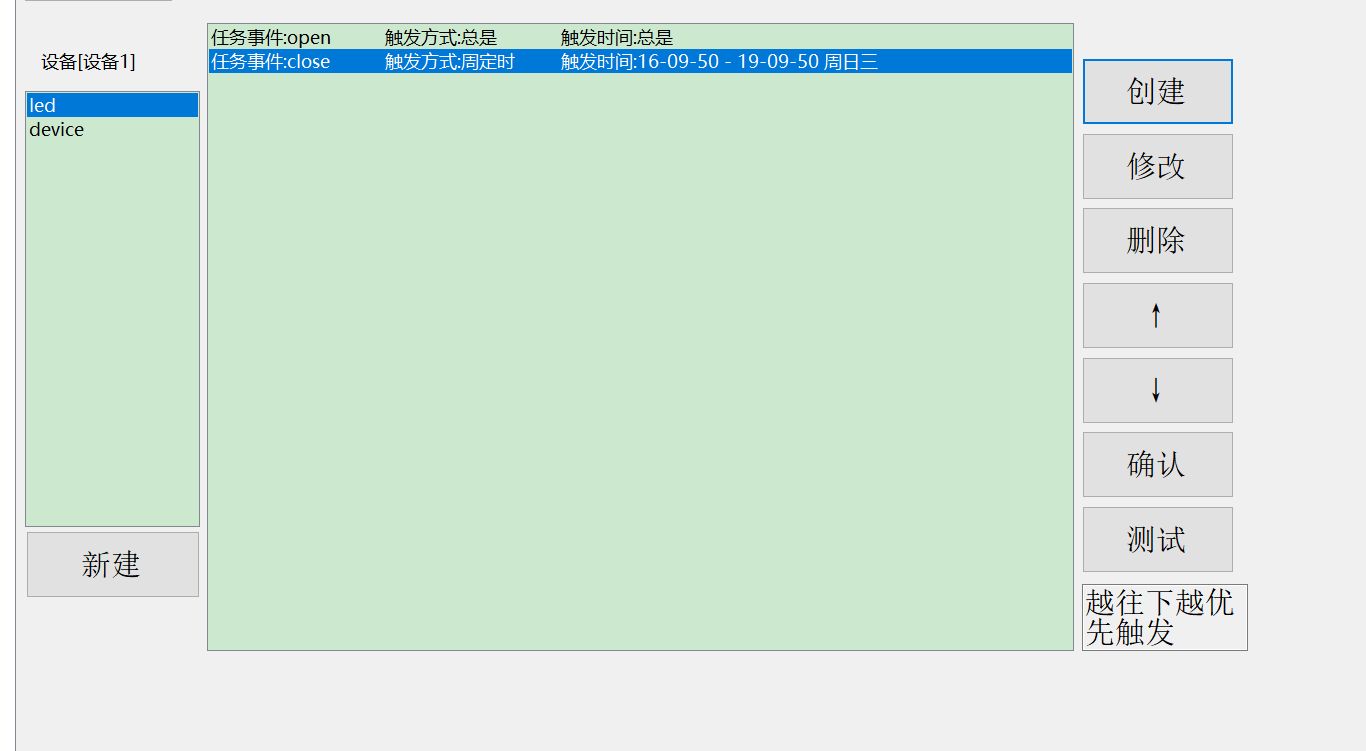 设备[设备1]
led
device
新建
任务事件:open 触发方式:总是 触发时间:总是
任务事件:close 触发方式:周定时 触发时间:16-09-50 - 19-09-50 周日三
创建
修改
删除
↑
↓
确认
测试
越往下越优
先触发